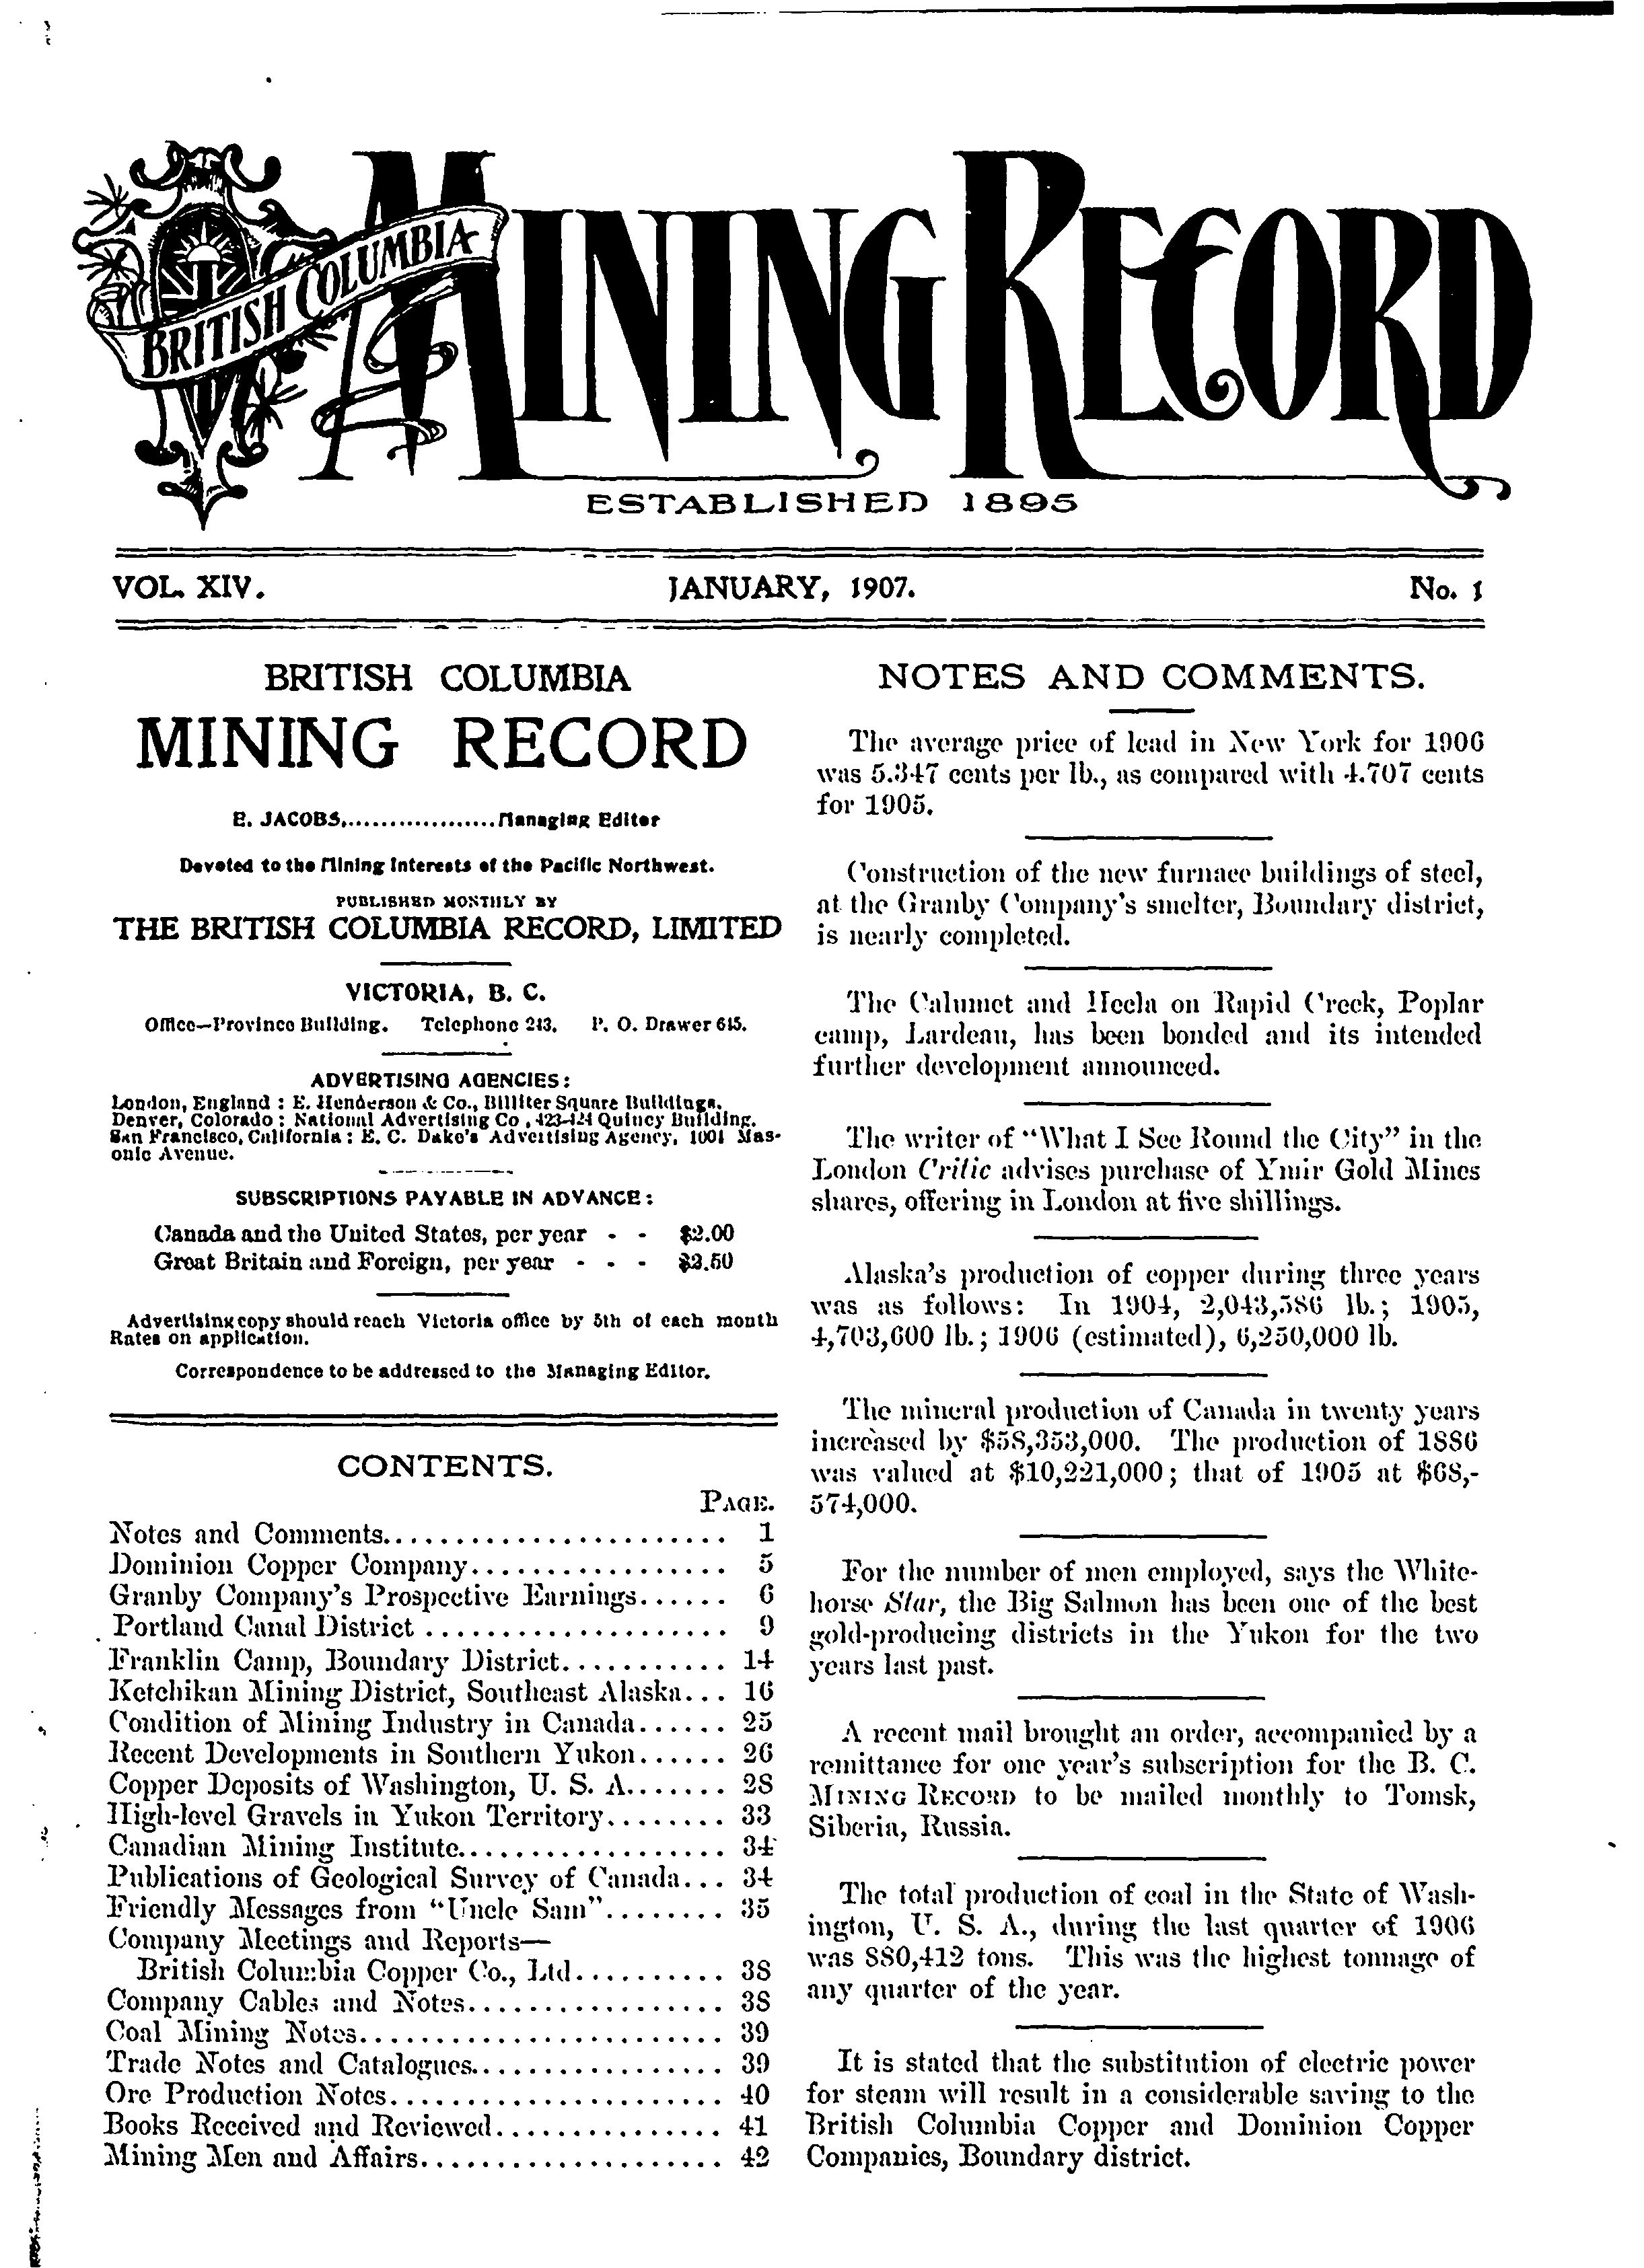 BRITISH COLUMBIA
MINING RECORD
ESTABLISHED 1895
VOL. XIV. JANUARY, 1907. No. 1
BRITISH COLUMBIA
MINING RECORD
E. JACOBS,...................Managing Editor
Devoted to the Mining Interests of the Pacific Northwest.
PUBLISHED MONTHLY BY
THE BRITISH COLUMBIA RECORD, LIMITED
VICTORIA, B. C.
Office—Province Building. Telephone 243. P. O. Drawer 645.
ADVERTISING AGENCIES:
London, England : E. Henderson & Co., Billiter Square Buildings.
Denver, Colorado : National Advertising Co , 423-424 Quincy Building.
San Francisco, California : E. C. Dake's Advertising Agency, 1001 Mas-
onic Avenue.
SUBSCRIPTIONS PAYABLE IN ADVANCE:
Canada and the United States, per year - - $2.00
Great Britain and Foreign, per year - - - $2.50
Advertising copy should reach Victoria office by 5th of each month
Rates on application.
Correspondence to be addressed to the Managing Editor.
CONTENTS.
PAGE.
Notes and Comments....................... 1
Dominion Copper Company................. 5
Granby Company's Prospective Earnings...... 6
Portland Canal District .................... 9
Franklin Camp, Boundary District........... 14
Ketchikan Mining District, Southeast Alaska... 16
Condition of Mining Industry in Canada...... 25
Recent Developments in Southern Yukon...... 26
Copper Deposits of Washington, U. S. A....... 28
High-level Gravels in Yukon Territory........ 33
Canadian Mining Institute.................. 34
Publications of Geological Survey of Canada... 34
Friendly Messages from "Uncle Sam"........ 35
Company Meetings and Reports—
British Columbia Copper Co., Ltd.......... 38
Company Cables and Notes................. 38
Coal Mining Notes........................ 39
Trade Notes and Catalogues................. 39
Ore Production Notes...................... 40
Books Received and Reviewed............... 41
Mining Men and Affairs.................... 42
NOTES AND COMMENTS.
The average price of lead in New York for 1906
was 5.347 cents per lb., as compared with 4.707 cents
for 1905.
Construction of the new furnace buildings of steel,
at the Granby Company's smelter, Boundary district,
is nearly completed.
The Calumet and Hecla on Rapid Creek, Poplar
camp, Lardeau, has been bonded and its intended
further development announced.
The writer of "What I See Round the City" in the
London Critic advises purchase of Ymir Gold Mines
shares, offering in London at five shillings.
Alaska's production of copper during three years
was as follows: In 1904, 2,043,586 lb.; 1905,
4,703,600 lb.; 1906 (estimated), 6,250,000 lb.
The mineral production of Canada in twenty years
increased by $58,353,000. The production of 1886
was valued at $10,221,000; that of 1905 at $68,-
574,000.
For the number of men employed, says the White-
horse Star, the Big Salmon has been one of the best
gold-producing districts in the Yukon for the two
years last past.
A recent mail brought an order, accompanied by a
remittance for one year's subscription for the B. C.
MINING RECORD to be mailed monthly to Tomsk,
Siberia, Russia.
The total production of coal in the State of Wash-
ington, U. S. A., during the last quarter of 1906
was 880,412 tons. This was the highest tonnage of
any quarter of the year.
It is stated that the substitution of electric power
for steam will result in a considerable saving to the
British Columbia Copper and Dominion Copper
Companies, Boundary district.